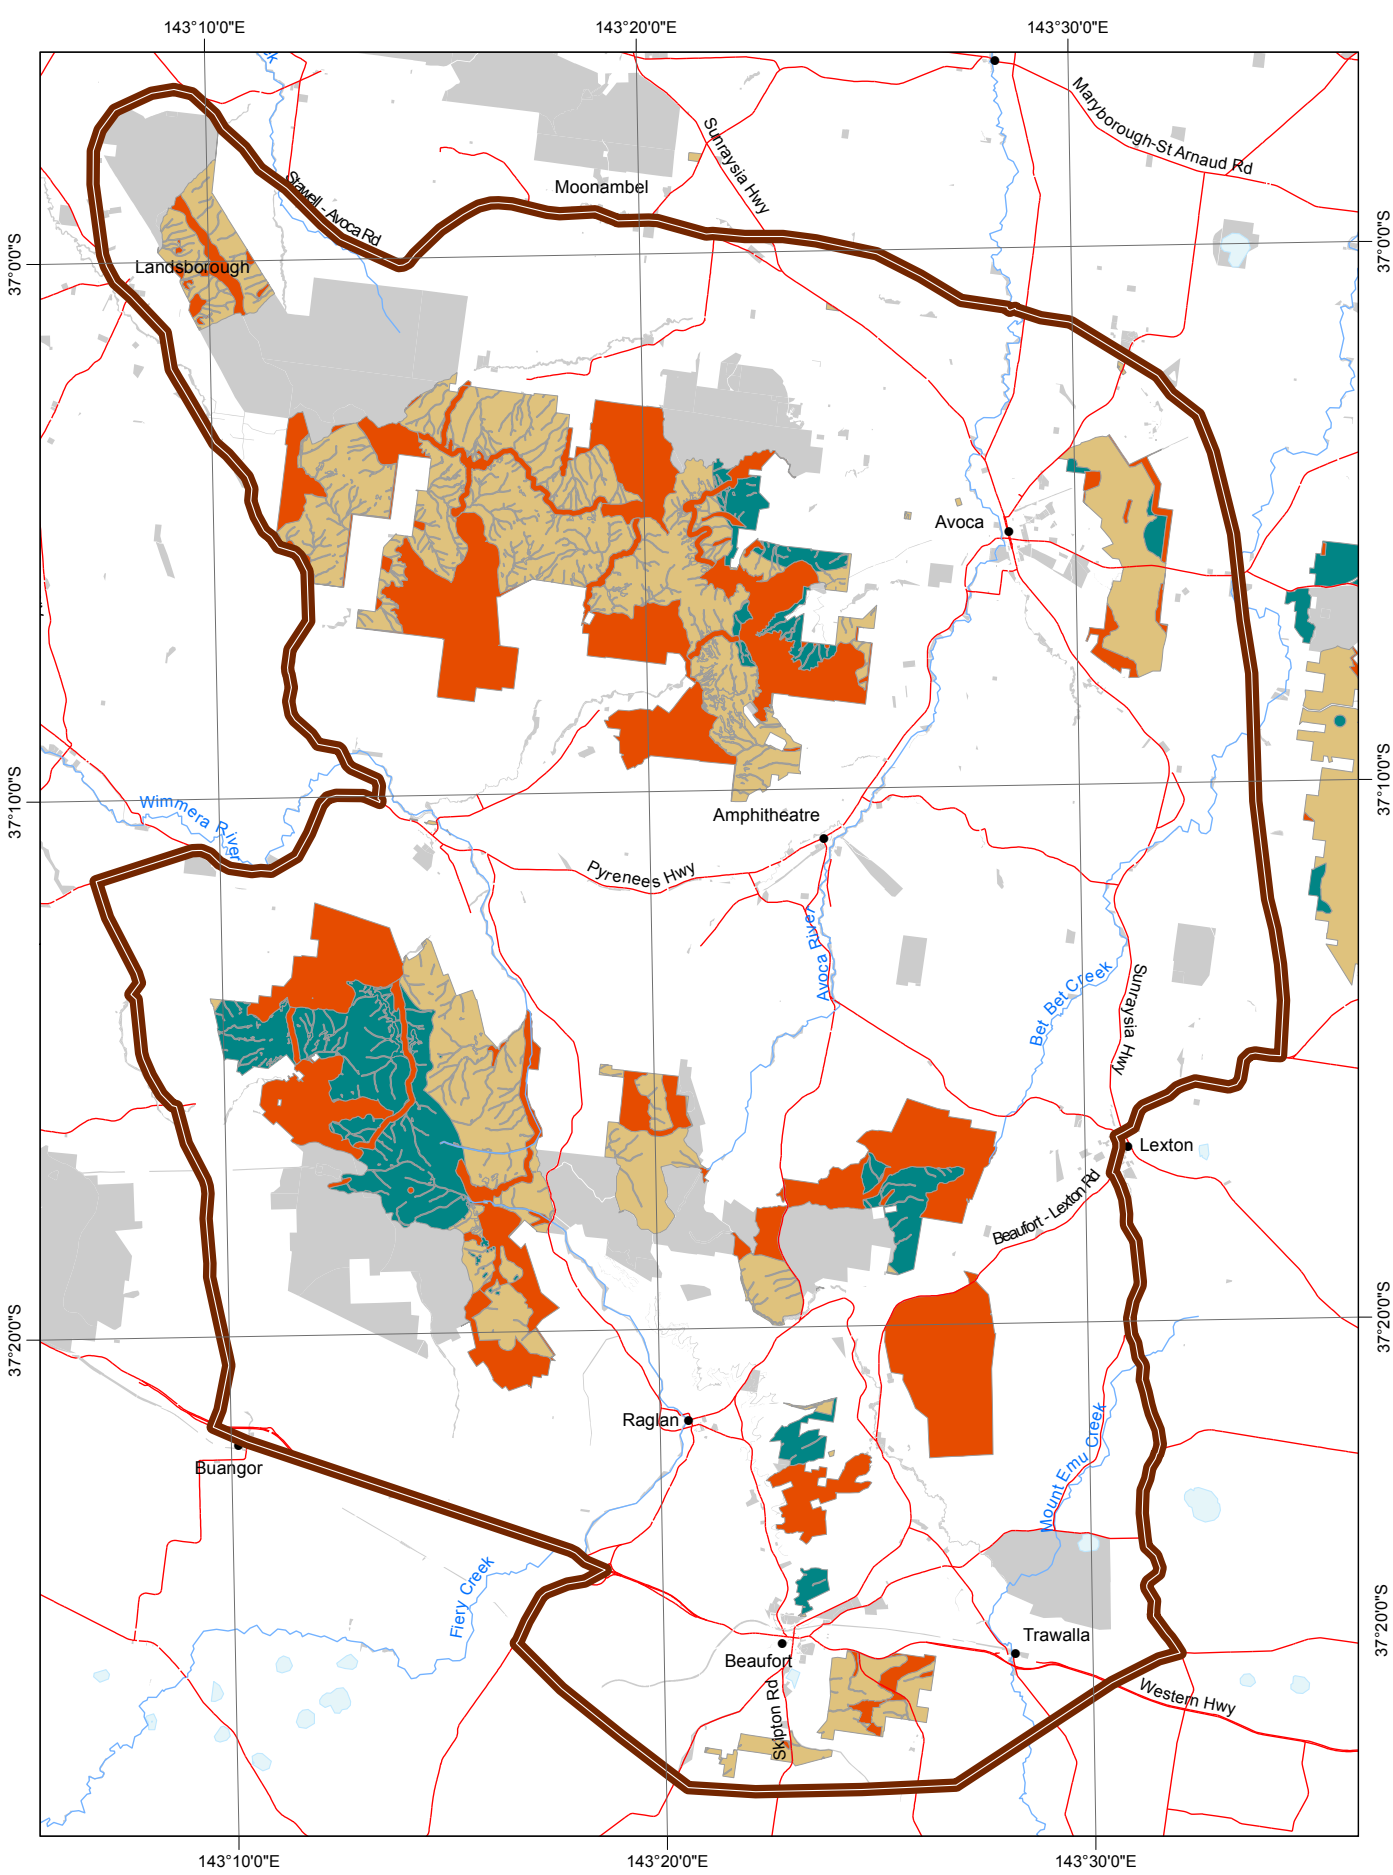 143°10'0"E
143°20'0"E
143°30'0"E
Maryborough-St Arnaud Rd
Sunraysia Hwy
Moonambel
Stawell - Avoca Rd
37°0'0"S
37°0'0"S
Landsborough
Avoca
37°10'0"S
37°10'0"S
Wimmera River
Amphitheatre
Pyrenees Hwy
Avoca River
Bet Bet Creek
Sunraysia Hwy
Lexton
Beaufort - Lexton Rd
37°20'0"S
37°20'0"S
Raglan
Mount Emu Creek
Buangor
Fiery Creek
37°20'0"S
Trawalla
Beaufort
Skipton Rd
Western Hwy
143°10'0"E
143°20'0"E
143°30'0"E